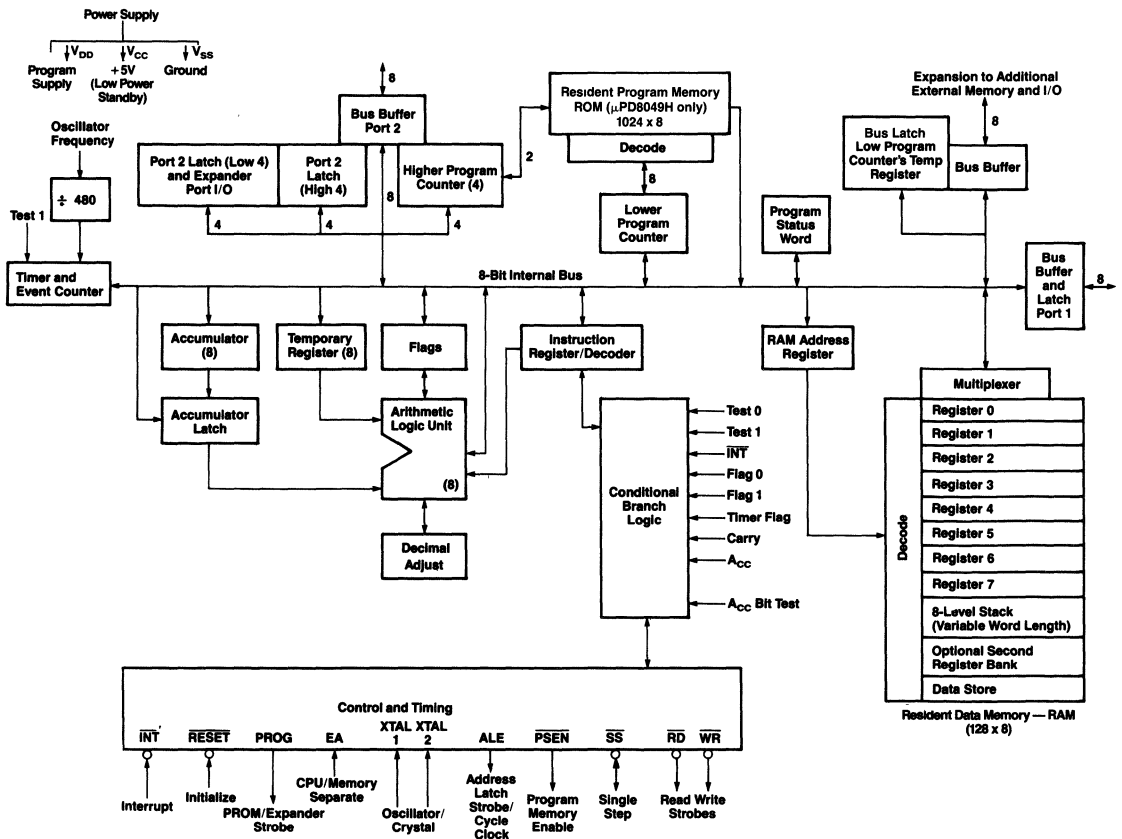 Power Supply
VDD
VCC
VSS
Program
Supply
+5V
(Low Power
Standby)
Ground
Oscillator
Frequency
÷ 480
Test 1
Timer and
Event Counter
8
Bus Buffer
Port 2
Port 2 Latch (Low 4)
and Expander
Port I/O
Port 2
Latch
(High 4)
Higher Program
Counter (4)
4
4
8
4
2
Resident Program Memory
ROM (µPD8049H only)
1024 x 8
Decode
8
Lower
Program
Counter
Program
Status
Word
Expansion to Additional
External Memory and I/O
8
Bus Latch
Low Program
Counter's Temp
Register
Bus Buffer
8-Bit Internal Bus
Bus
Buffer
and
Latch
Port 1
8
Accumulator
(8)
Temporary
Register (8)
Flags
Instruction
Register/Decoder
RAM Address
Register
Accumulator
Latch
Arithmetic
Logic Unit
(8)
Decimal
Adjust
Conditional
Branch
Logic
Test 0
Test 1
INT
Flag 0
Flag 1
Timer Flag
Carry
ACC
ACC Bit Test
Multiplexer
Decode
Register 0
Register 1
Register 2
Register 3
Register 4
Register 5
Register 6
Register 7
8-Level Stack
(Variable Word Length)
Optional Second
Register Bank
Data Store
Resident Data Memory — RAM
(128 x 8)
Control and Timing
INT
RESET
PROG
EA
XTAL
1
XTAL
2
ALE
PSEN
SS
RD
WR
Interrupt
Initialize
PROM/Expander
Strobe
CPU/Memory
Separate
Oscillator/
Crystal
Address
Latch
Strobe/
Cycle
Clock
Program
Memory
Enable
Single
Step
Read Write
Strobes